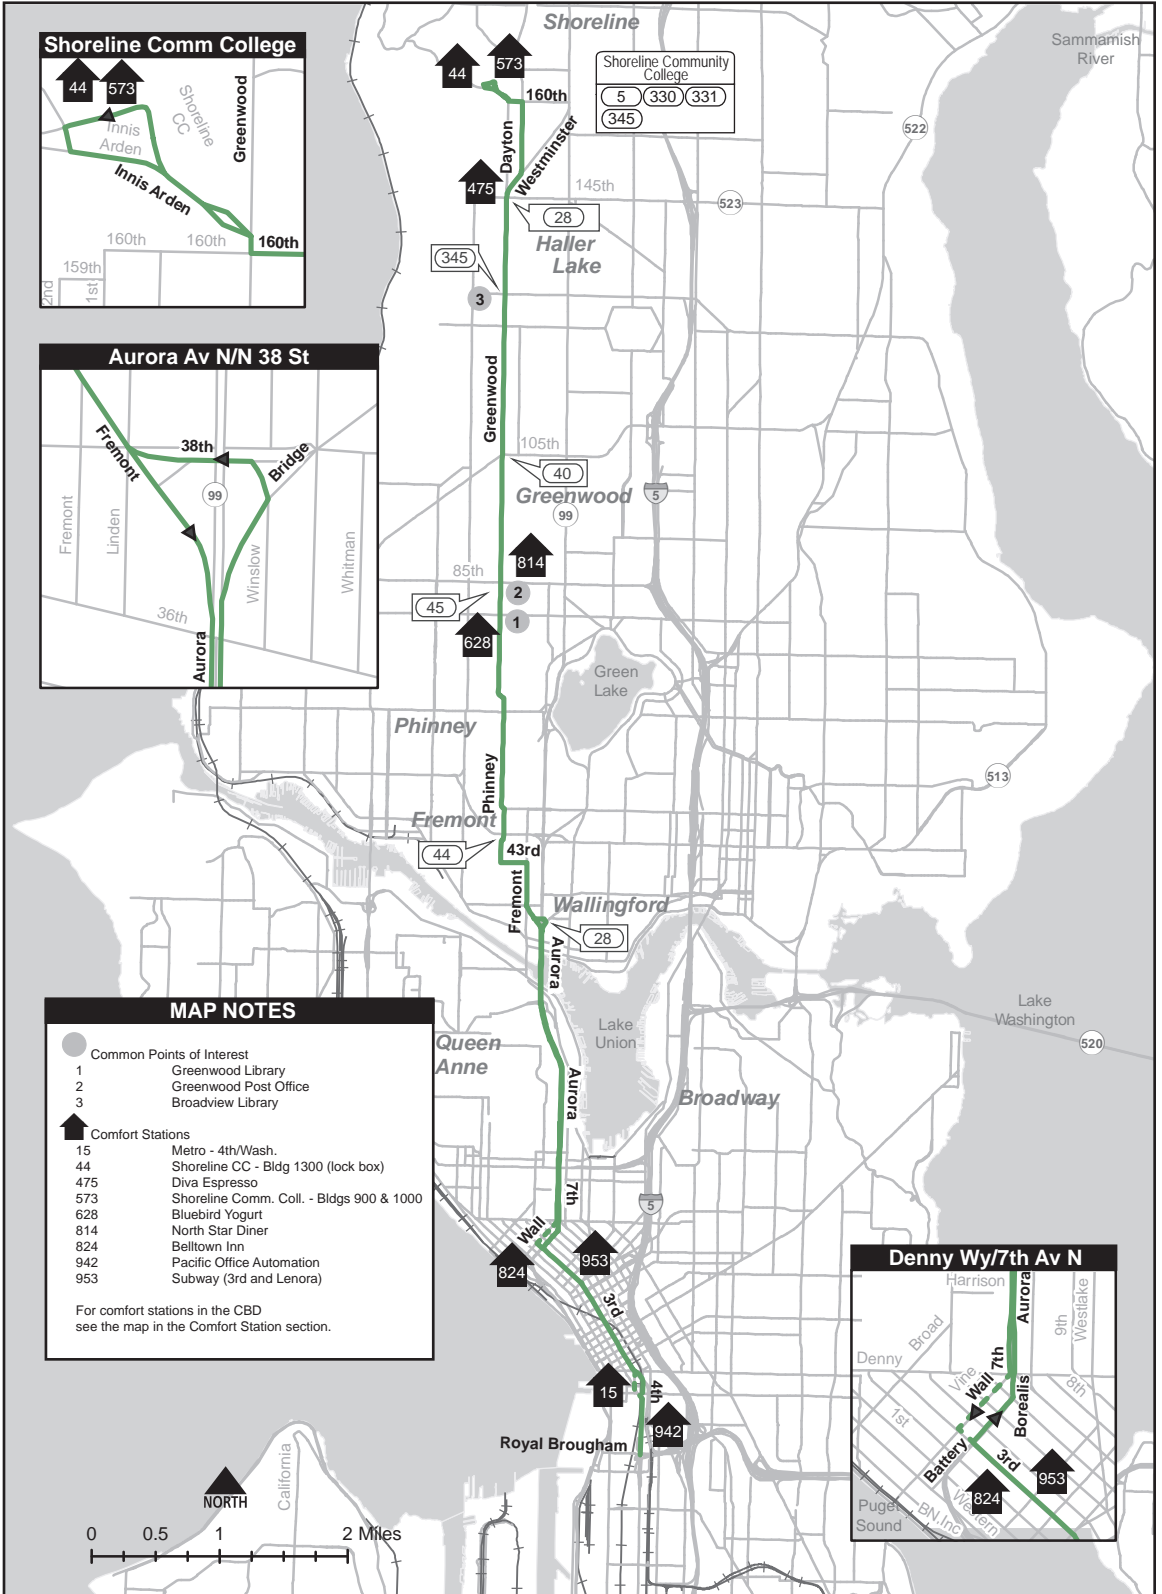 Shoreline
Sammamish
River
Shoreline Comm College
44
573
Shoreline
CC
Greenwood
Innis
Arden
Innis Arden
160th
160th
160th
159th
2nd
1st
44
573
160th
Shoreline Community
College
5
330
331
345
522
Dayton
Westminster
475
145th
523
28
Haller
Lake
345
3
Aurora Av N/N 38 St
Fremont
38th
Bridge
99
Fremont
Linden
Winslow
Whitman
36th
Aurora
Greenwood
105th
40
Greenwood
5
99
814
85th
2
45
1
628
Green
Lake
Phinney
Phinney
513
Fremont
44
43rd
Fremont
Wallingford
28
Aurora
Lake
Washington
520
Lake
Union
Queen
Anne
Aurora
Broadway
MAP NOTES
Common Points of Interest
1 Greenwood Library
2 Greenwood Post Office
3 Broadview Library
Comfort Stations
15 Metro - 4th/Wash.
44 Shoreline CC - Bldg 1300 (lock box)
475 Diva Espresso
573 Shoreline Comm. Coll. - Bldgs 900 & 1000
628 Bluebird Yogurt
814 North Star Diner
824 Belltown Inn
942 Pacific Office Automation
953 Subway (3rd and Lenora)
For comfort stations in the CBD
see the map in the Comfort Station section.
7th
5
Wall
824
953
3rd
15
4th
942
Royal Brougham
Denny Wy/7th Av N
Harrison
Aurora
9th
Westlake
Broad
Denny
7th
Vine
Wall
8th
1st
Borealis
Battery
3rd
953
824
Western
BN.Inc
Puget
Sound
California
NORTH
0 0.5 1 2 Miles